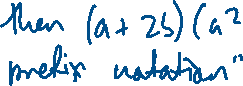 then (a + 2b) (a²
prefix notation"